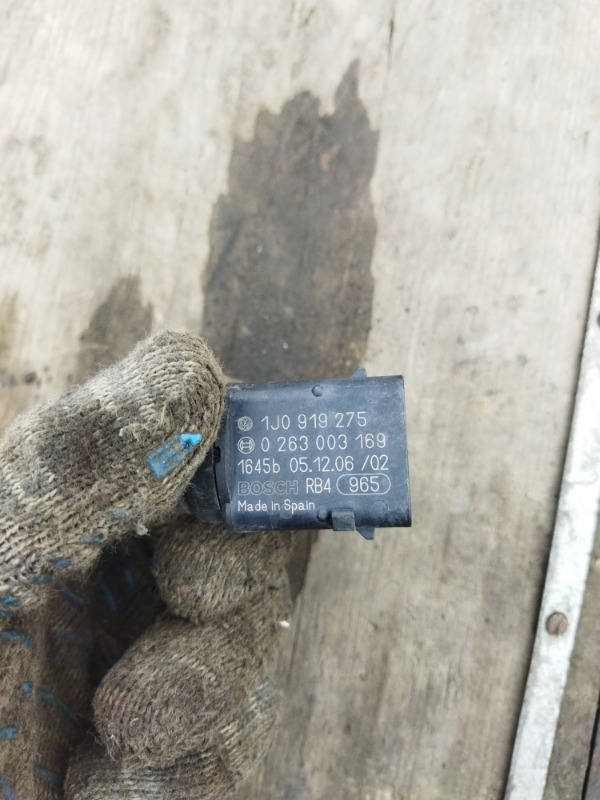 1J0 919 275
0 263 003 169
1645b 05.12.06 /02
BOSCH RB4 965
Made in Spain